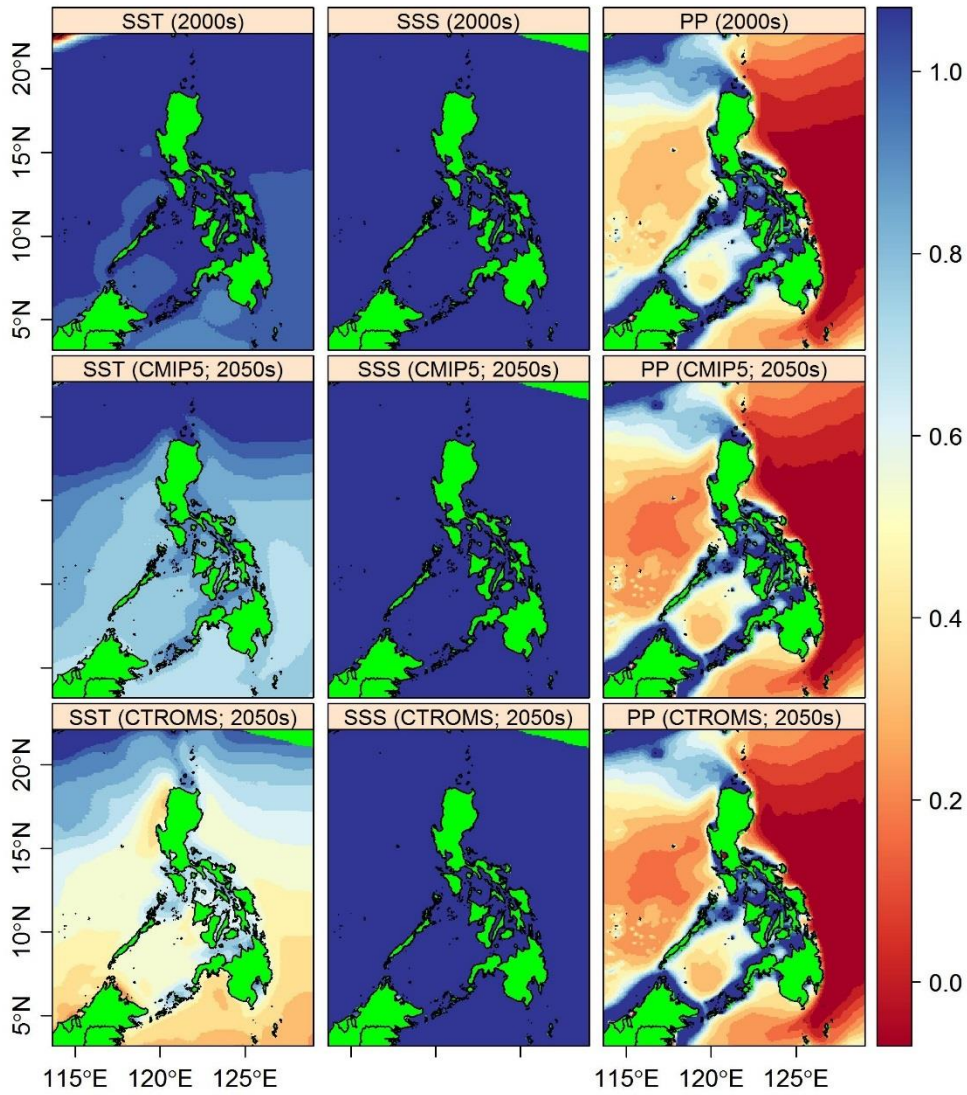 SST (2000s) SSS (2000s) PP (2000s)
20°N
15°N
10°N
5°N
SST (CMIP5; 2050s) SSS (CMIP5; 2050s) PP (CMIP5; 2050s)
SST (CTROMS; 2050s) SSS (CTROMS; 2050s) PP (CTROMS; 2050s)
20°N
15°N
10°N
5°N
115°E 120°E 125°E 115°E 120°E 125°E
1.0
0.8
0.6
0.4
0.2
0.0